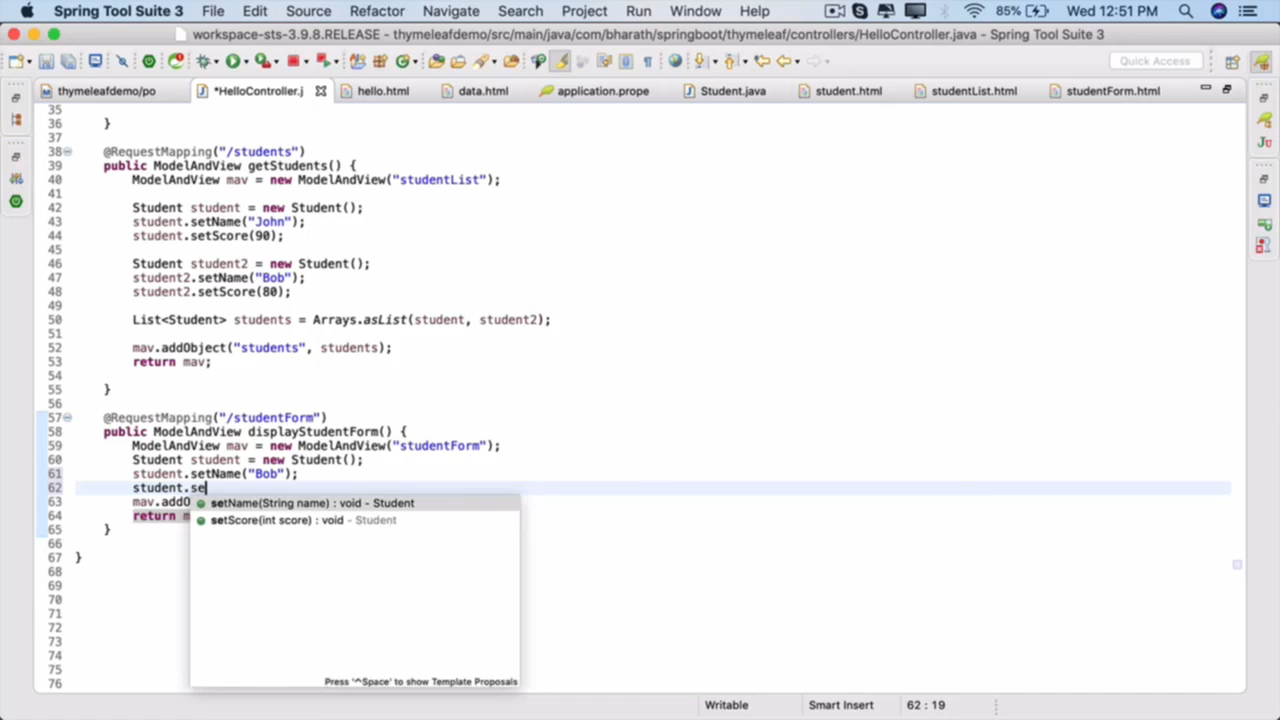 Spring Tool Suite 3 File Edit Source Refactor Navigate Search Project Run Window Help 85% Wed 12:51 PM
workspace-sts-3.9.8.RELEASE - thymeleafdemo/src/main/java/com/bharath/springboot/thymeleaf/controllers/HelloController.java - Spring Tool Suite 3
Quick Access
thymeleafdemo/po *HelloController.j hello.html data.html application.prope Student.java student.html studentList.html studentForm.html
35
36 }
37
38 @RequestMapping("/students")
39 public ModelAndView getStudents() {
40 ModelAndView mav = new ModelAndView("studentList");
41
42 Student student = new Student();
43 student.setName("John");
44 student.setScore(90);
45
46 Student student2 = new Student();
47 student2.setName("Bob");
48 student2.setScore(80);
49
50 List<Student> students = Arrays.asList(student, student2);
51
52 mav.addObject("students", students);
53 return mav;
54
55 }
56
57 @RequestMapping("/studentForm")
58 public ModelAndView displayStudentForm() {
59 ModelAndView mav = new ModelAndView("studentForm");
60 Student student = new Student();
61 student.setName("Bob");
62 student.se
63 mav.addO setName(String name) : void - Student
64 return m setScore(int score) : void - Student
65 }
66
67 }
68
69
70
71
72
73
74
75
76
Press '^Space' to show Template Proposals
Writable Smart Insert 62 : 19